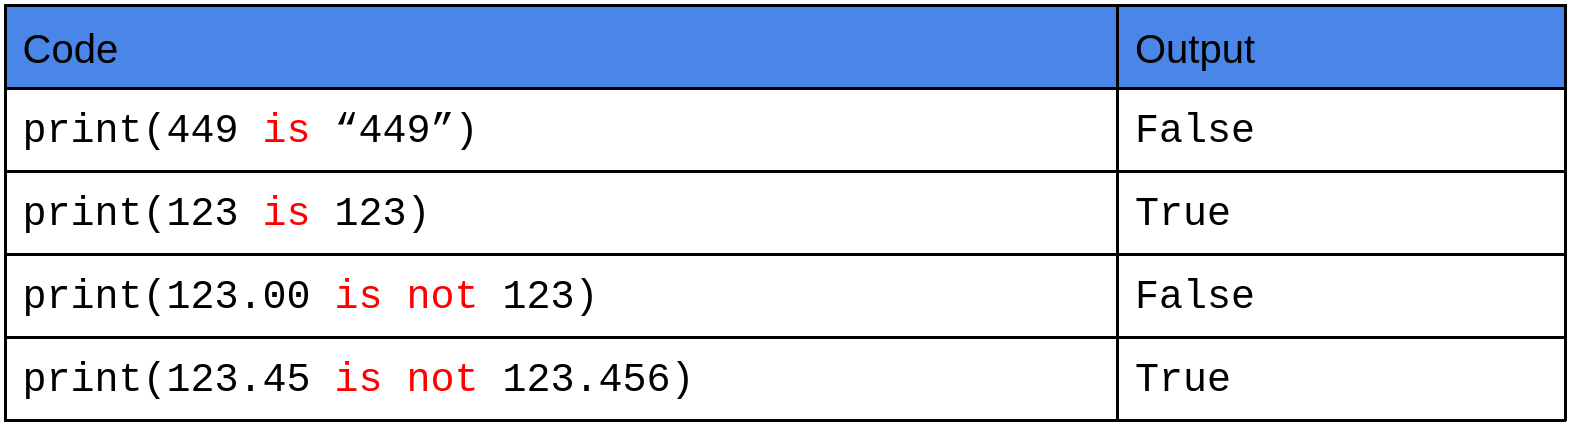 Code Output
print(449 is “449”) False
print(123 is 123) True
print(123.00 is not 123) False
print(123.45 is not 123.456) True